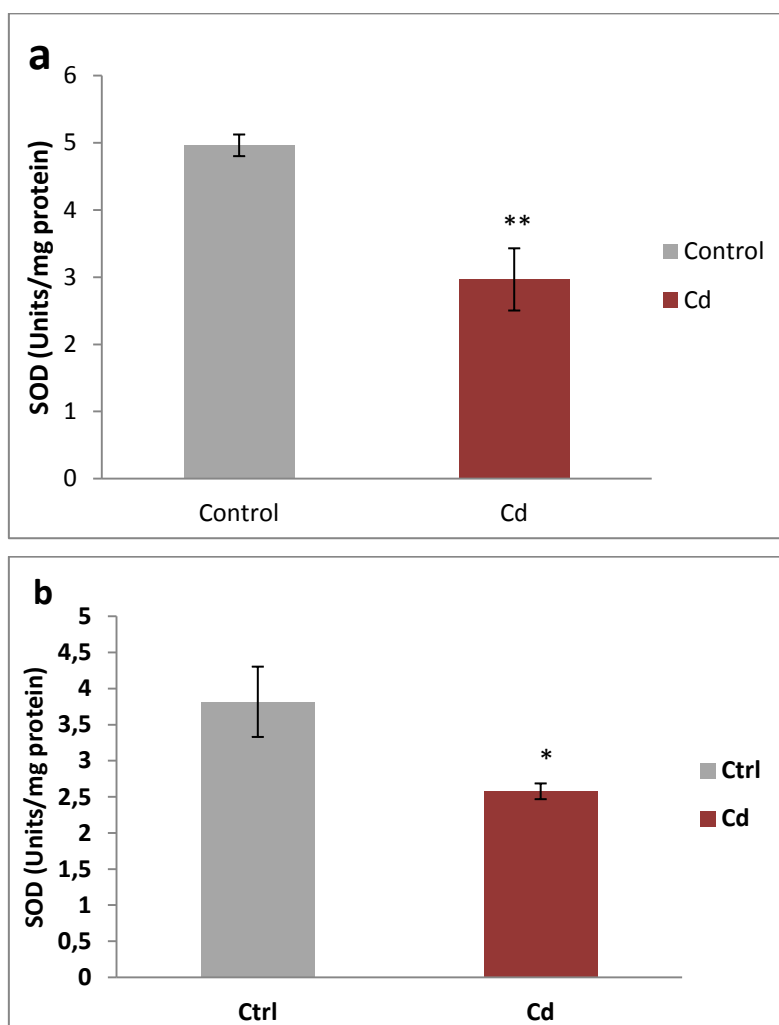 a
6
5
4
3
2
1
0
SOD (Units/mg protein)
**
Control
Cd
Control Cd
b
5
4,5
4
3,5
3
2,5
2
1,5
1
0,5
0
SOD (Units/mg protein)
*
Ctrl
Cd
Ctrl Cd